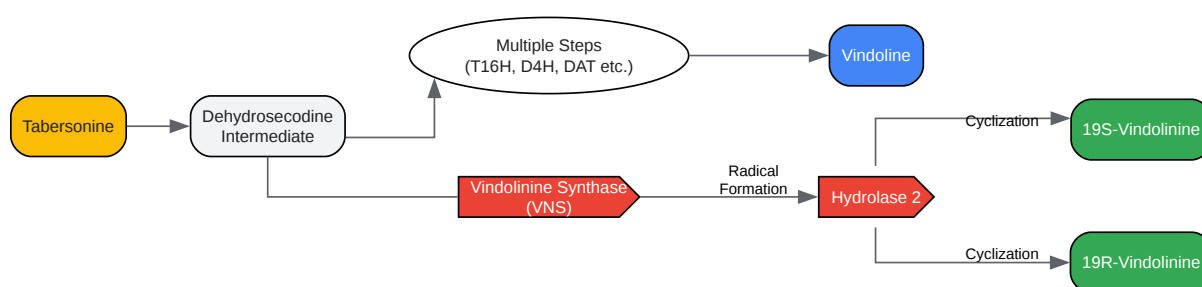 Multiple Steps
(T16H, D4H, DAT etc.)
Vindoline
Tabersonine
Dehydrosecodine
Intermediate
Cyclization
19S-Vindolinine
Vindolinine Synthase
(VNS)
Radical
Formation
Hydrolase 2
Cyclization
19R-Vindolinine